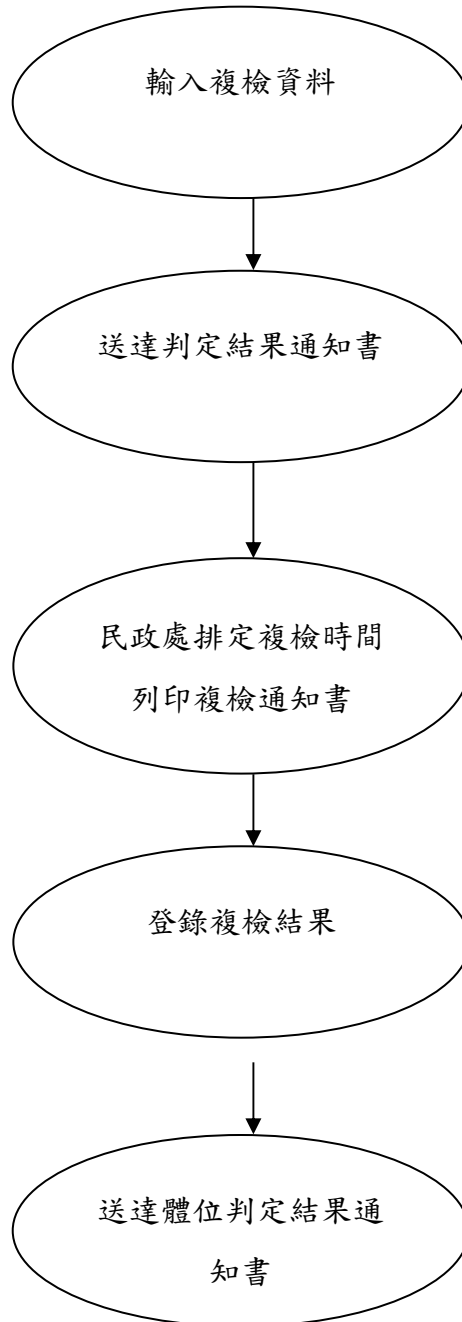 輸入複檢資料
送達判定結果通知書
民政處排定複檢時間
列印複檢通知書
登錄複檢結果
送達體位判定結果通
知書